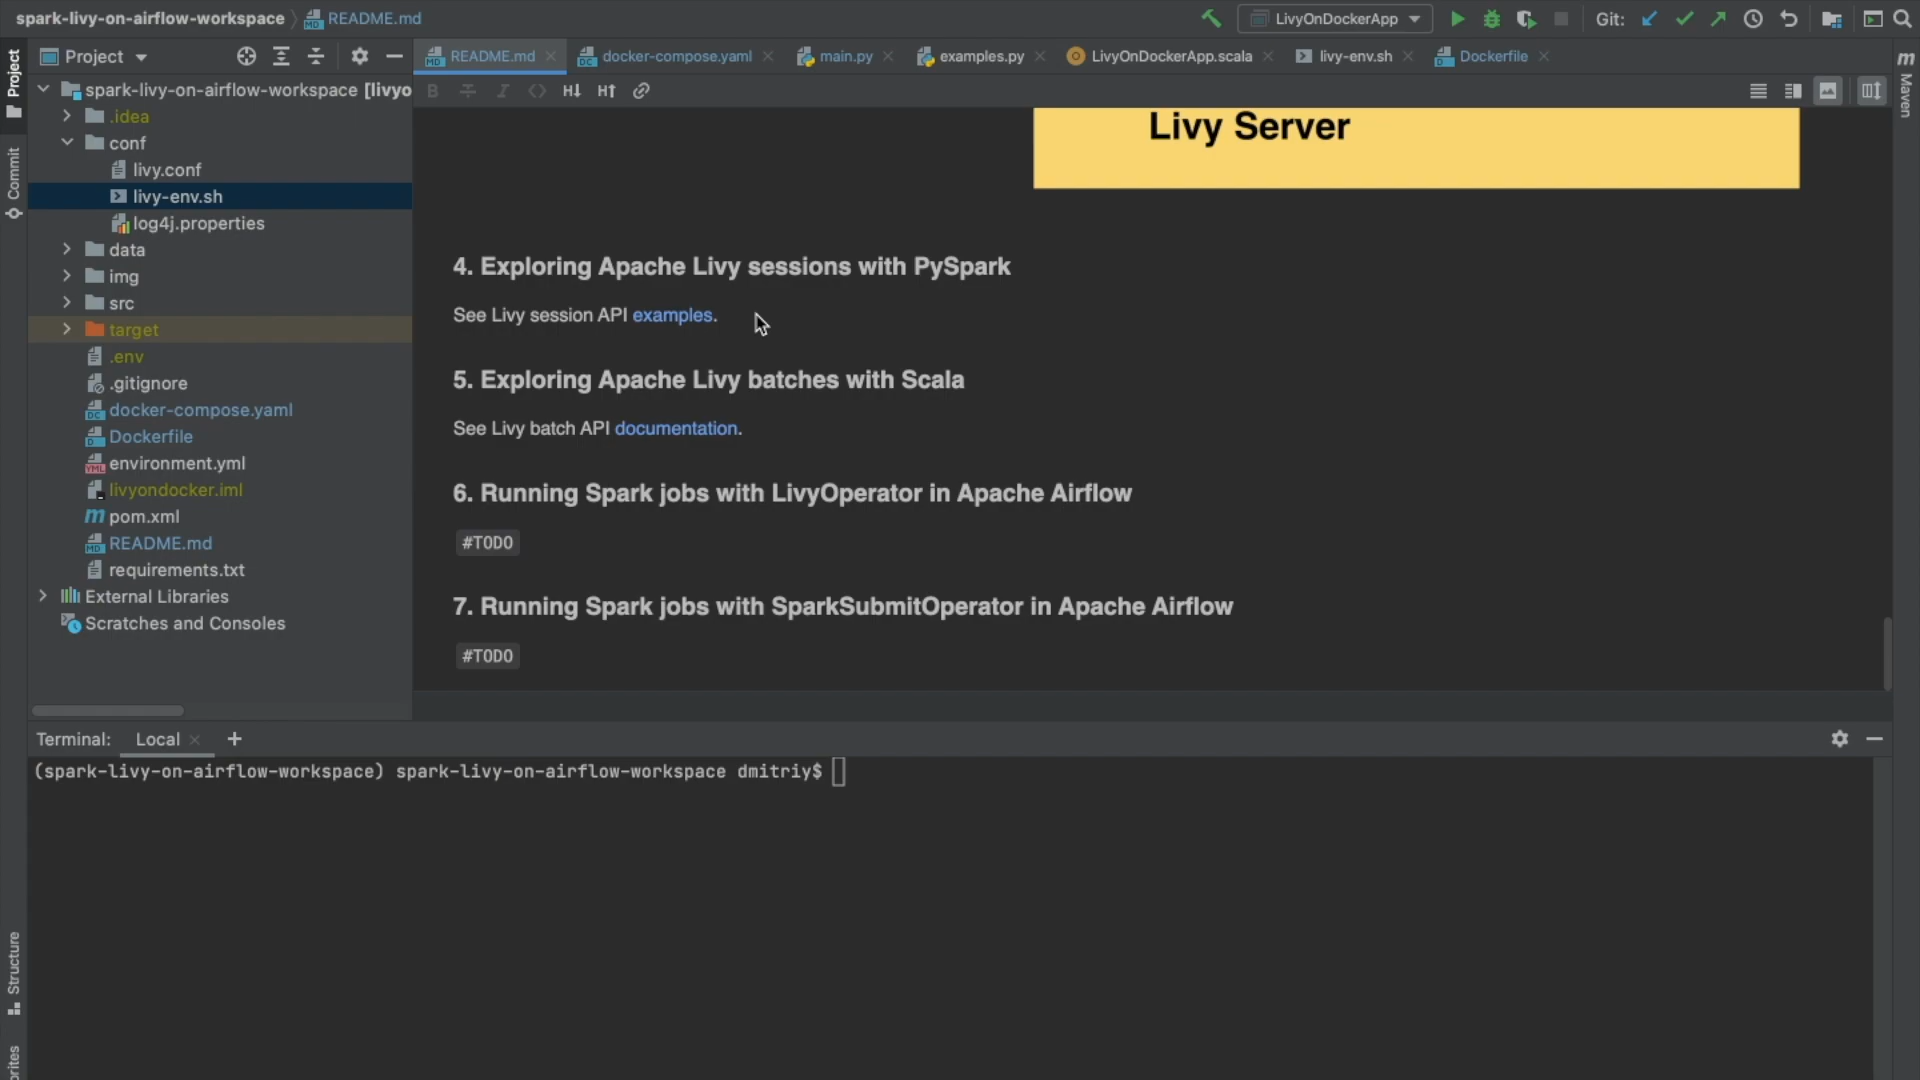 spark-livy-on-airflow-workspace README.md
LivyOnDockerApp
Git:
Project
README.md
docker-compose.yaml
main.py
examples.py
LivyOnDockerApp.scala
livy-env.sh
Dockerfile
Project
Commit
Structure
Maven
spark-livy-on-airflow-workspace [livyo
.idea
conf
livy.conf
livy-env.sh
log4j.properties
data
img
src
target
.env
.gitignore
docker-compose.yaml
Dockerfile
environment.yml
livyondocker.iml
pom.xml
README.md
requirements.txt
External Libraries
Scratches and Consoles
Livy Server
4. Exploring Apache Livy sessions with PySpark
See Livy session API examples.
5. Exploring Apache Livy batches with Scala
See Livy batch API documentation.
6. Running Spark jobs with LivyOperator in Apache Airflow
#TODO
7. Running Spark jobs with SparkSubmitOperator in Apache Airflow
#TODO
Terminal: Local
(spark-livy-on-airflow-workspace) spark-livy-on-airflow-workspace dmitriy$